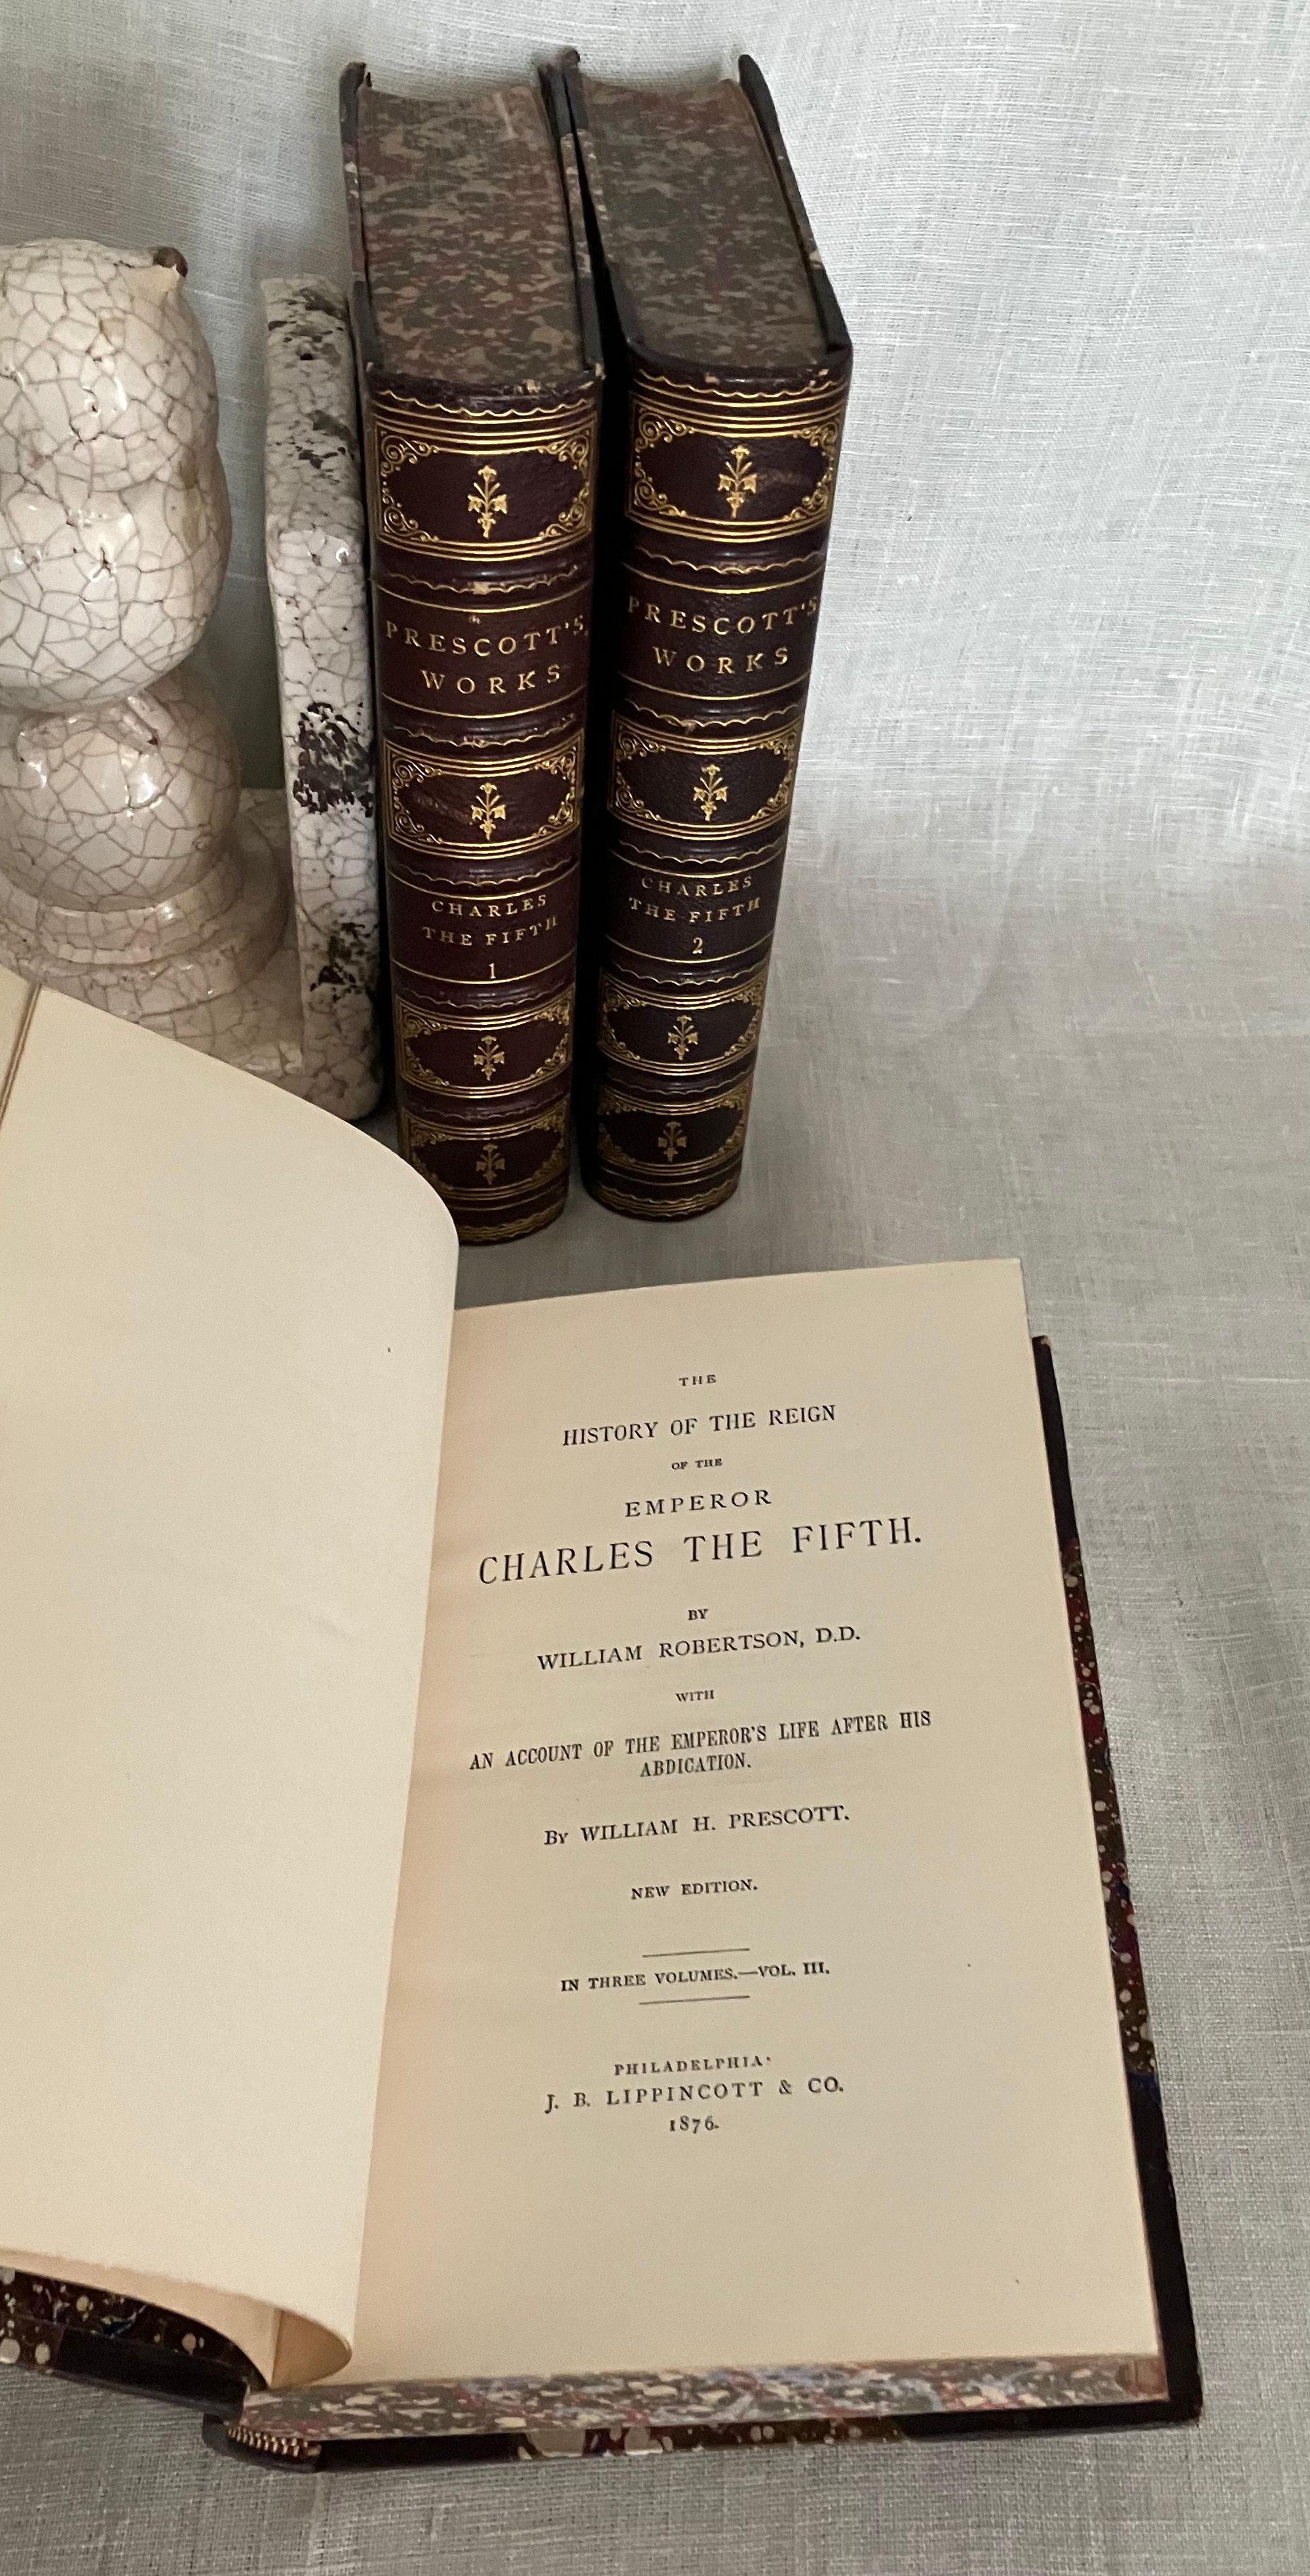 PRESCOTT'S
WORKS
CHARLES
THE FIFTH
1
PRESCOTT'S
WORKS
CHARLES
THE FIFTH
2
THE
HISTORY OF THE REIGN
OF THE
EMPEROR
CHARLES THE FIFTH.
BY
WILLIAM ROBERTSON, D.D.
WITH
AN ACCOUNT OF THE EMPEROR'S LIFE AFTER HIS
ABDICATION.
By WILLIAM H. PRESCOTT.
NEW EDITION.
IN THREE VOLUMES.—VOL. III.
PHILADELPHIA:
J. B. LIPPINCOTT & CO.
1876.